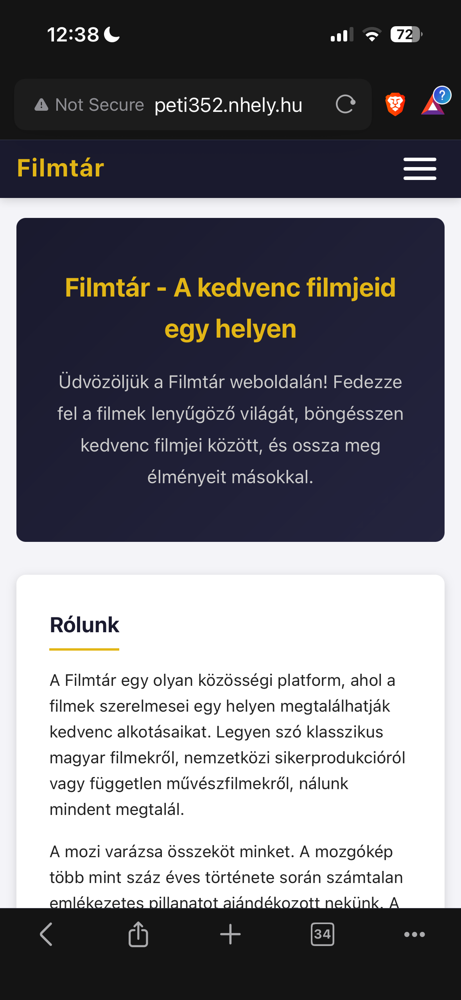 12:38
72
Not Secure peti352.nhely.hu
?
Filmtár
Filmtár - A kedvenc filmjeid
egy helyen
Üdvözöljük a Filmtár weboldalán! Fedezze
fel a filmek lenyűgöző világát, böngésszen
kedvenc filmjei között, és ossza meg
élményeit másokkal.
Rólunk
A Filmtár egy olyan közösségi platform, ahol a
filmek szerelmesei egy helyen megtalálhatják
kedvenc alkotásaikat. Legyen szó klasszikus
magyar filmekről, nemzetközi sikerprodukcióról
vagy független művészfilmekről, nálunk
mindent megtalál.
A mozi varázsa összeköt minket. A mozgókép
több mint száz éves története során számtalan
emlékezetes pillanatot ajándékozott nekünk. A
34